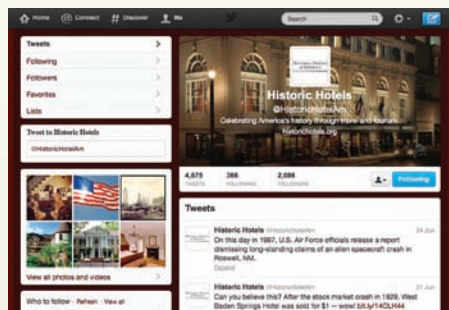 Home @ Connect # Discover Me
Search
Tweets
Following
Followers
Favorites
Lists
Tweet to Historic Hotels
@HistoricHotelAm
View all photos and videos
Who to follow · Refresh · View all
Historic Hotels
@HistoricHotelAm
Celebrating America's history through travel and tourism.
historichotels.org
4,675
TWEETS
366
FOLLOWING
2,086
FOLLOWERS
Following
Tweets
Historic Hotels @HistoricHotelAm 24 Jun
On this day in 1997, U.S. Air Force officials release a report
dismissing long-standing claims of an alien spacecraft crash in
Roswell, NM.
Expand
Historic Hotels @HistoricHotelAm 21 Jun
Can you believe this? After the stock market crash in 1929, West
Baden Springs Hotel was sold for $1 — wow! bit.ly/14OLH44